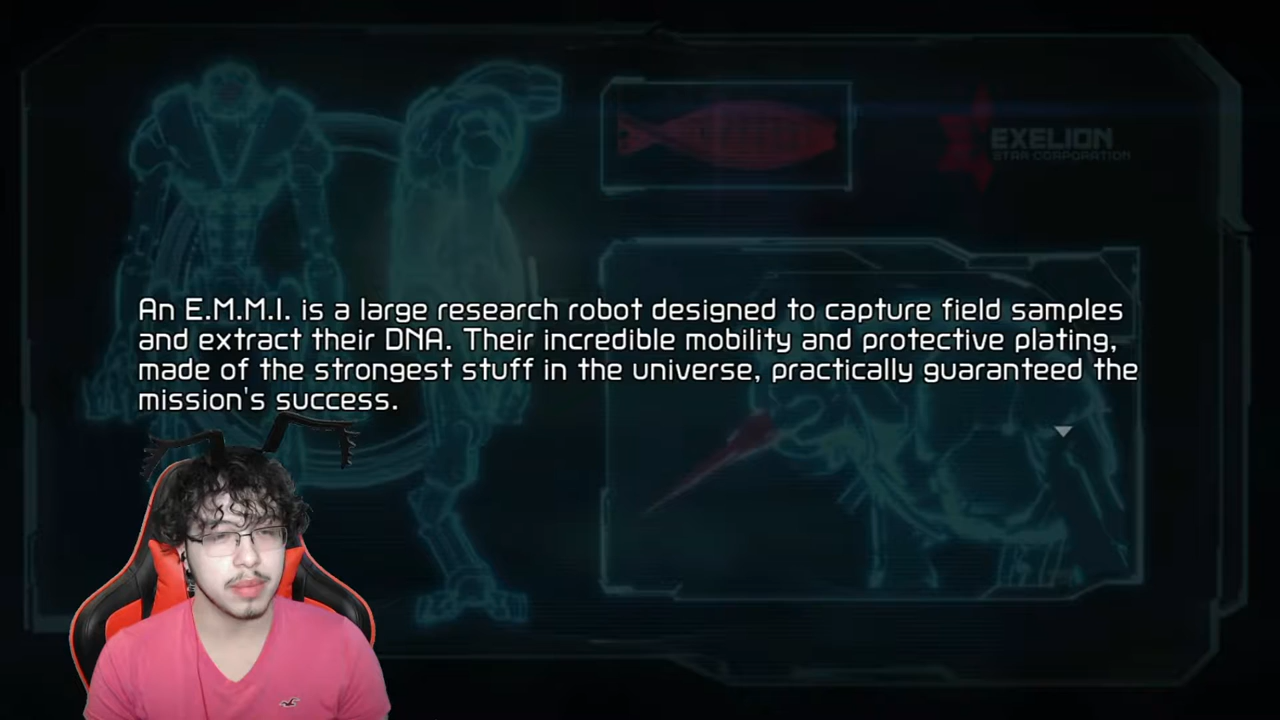 EXELION
STAR CORPORATION
An E.M.M.I. is a large research robot designed to capture field samples
and extract their DNA. Their incredible mobility and protective plating,
made of the strongest stuff in the universe, practically guaranteed the
mission's success.